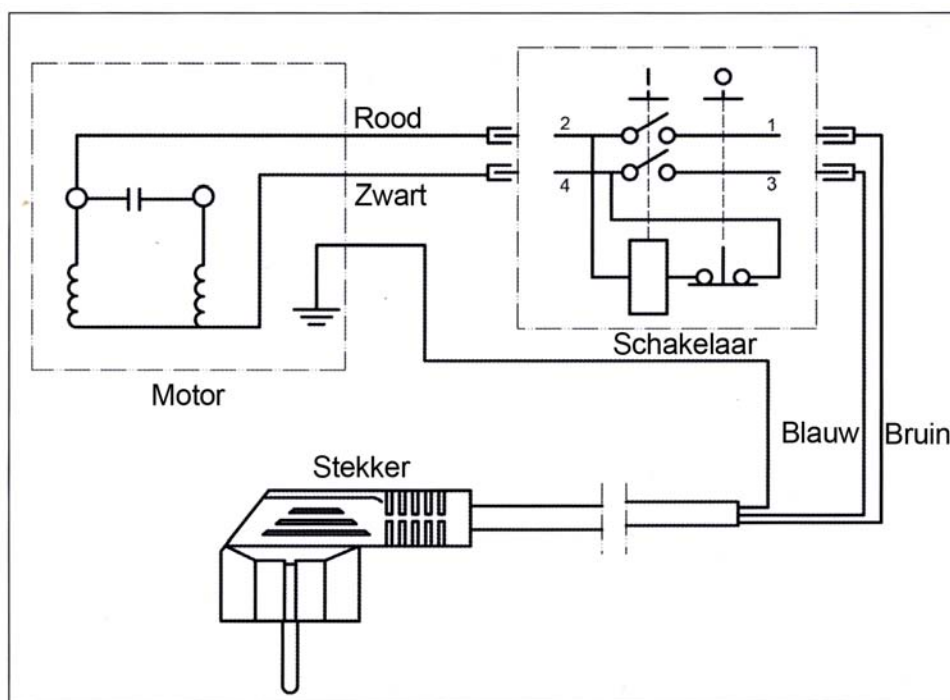 Rood
Zwart
2
1
4
3
Schakelaar
Motor
Blauw
Bruin
Stekker